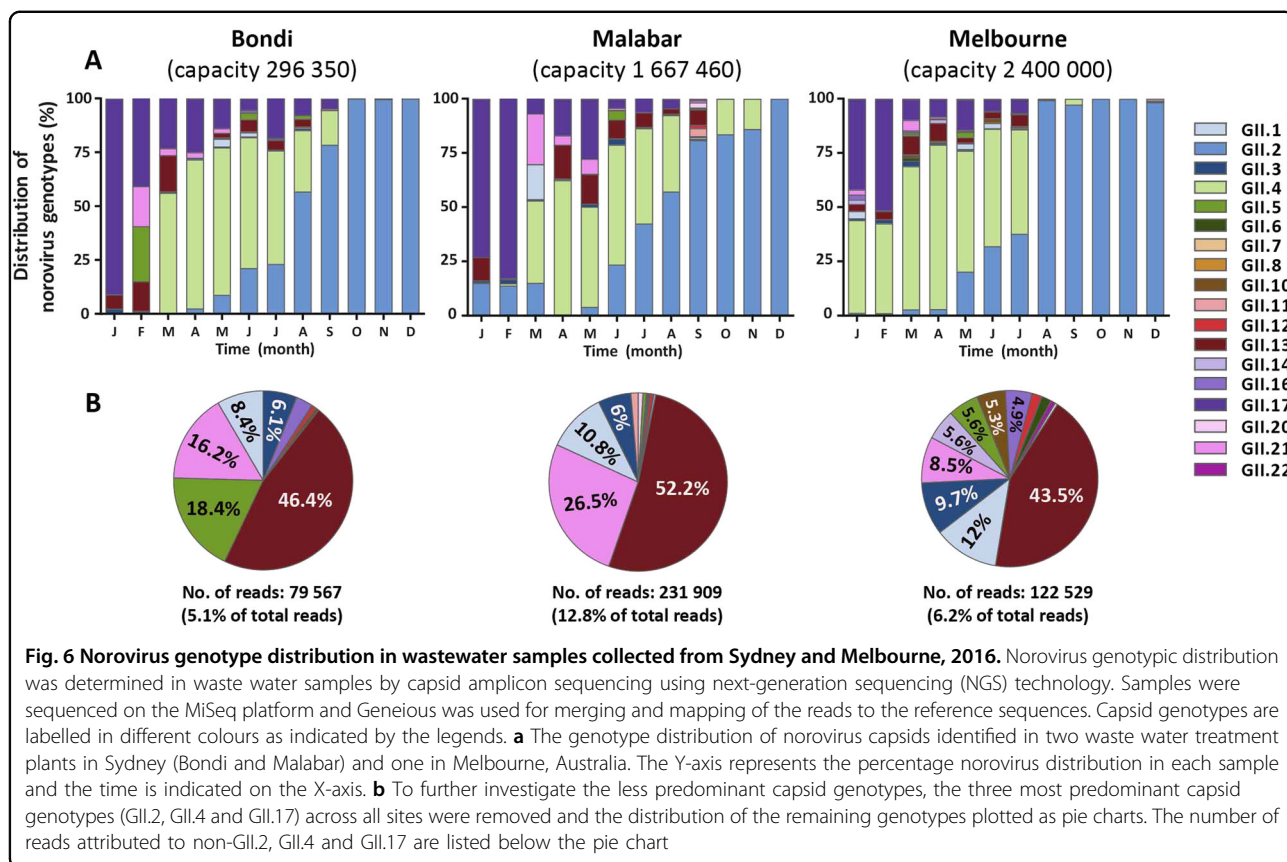 Bondi
(capacity 296 350)
Malabar
(capacity 1 667 460)
Melbourne
(capacity 2 400 000)
A
Distribution of
norovirus genotypes (%)
100
75
50
25
0
J F M A M J J A S O N D
Time (month)
100
75
50
25
0
J F M A M J J A S O N D
Time (month)
100
75
50
25
0
J F M A M J J A S O N D
Time (month)
GII.1
GII.2
GII.3
GII.4
GII.5
GII.6
GII.7
GII.8
GII.10
GII.11
GII.12
GII.13
GII.14
GII.16
GII.17
GII.20
GII.21
GII.22
B
8.4%
6.1%
16.2%
18.4%
46.4%
No. of reads: 79 567
(5.1% of total reads)
6%
10.8%
26.5%
52.2%
No. of reads: 231 909
(12.8% of total reads)
4.9%
5.3%
5.6%
5.6%
8.5%
9.7%
12%
43.5%
No. of reads: 122 529
(6.2% of total reads)
Fig. 6 Norovirus genotype distribution in wastewater samples collected from Sydney and Melbourne, 2016. Norovirus genotypic distribution
was determined in waste water samples by capsid amplicon sequencing using next-generation sequencing (NGS) technology. Samples were
sequenced on the MiSeq platform and Geneious was used for merging and mapping of the reads to the reference sequences. Capsid genotypes are
labelled in different colours as indicated by the legends. a The genotype distribution of norovirus capsids identified in two waste water treatment
plants in Sydney (Bondi and Malabar) and one in Melbourne, Australia. The Y-axis represents the percentage norovirus distribution in each sample
and the time is indicated on the X-axis. b To further investigate the less predominant capsid genotypes, the three most predominant capsid
genotypes (GII.2, GII.4 and GII.17) across all sites were removed and the distribution of the remaining genotypes plotted as pie charts. The number of
reads attributed to non-GII.2, GII.4 and GII.17 are listed below the pie chart